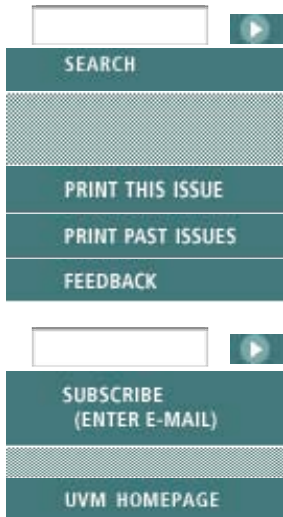 SEARCH
PRINT THIS ISSUE
PRINT PAST ISSUES
FEEDBACK
SUBSCRIBE
(ENTER E-MAIL)
UVM HOMEPAGE